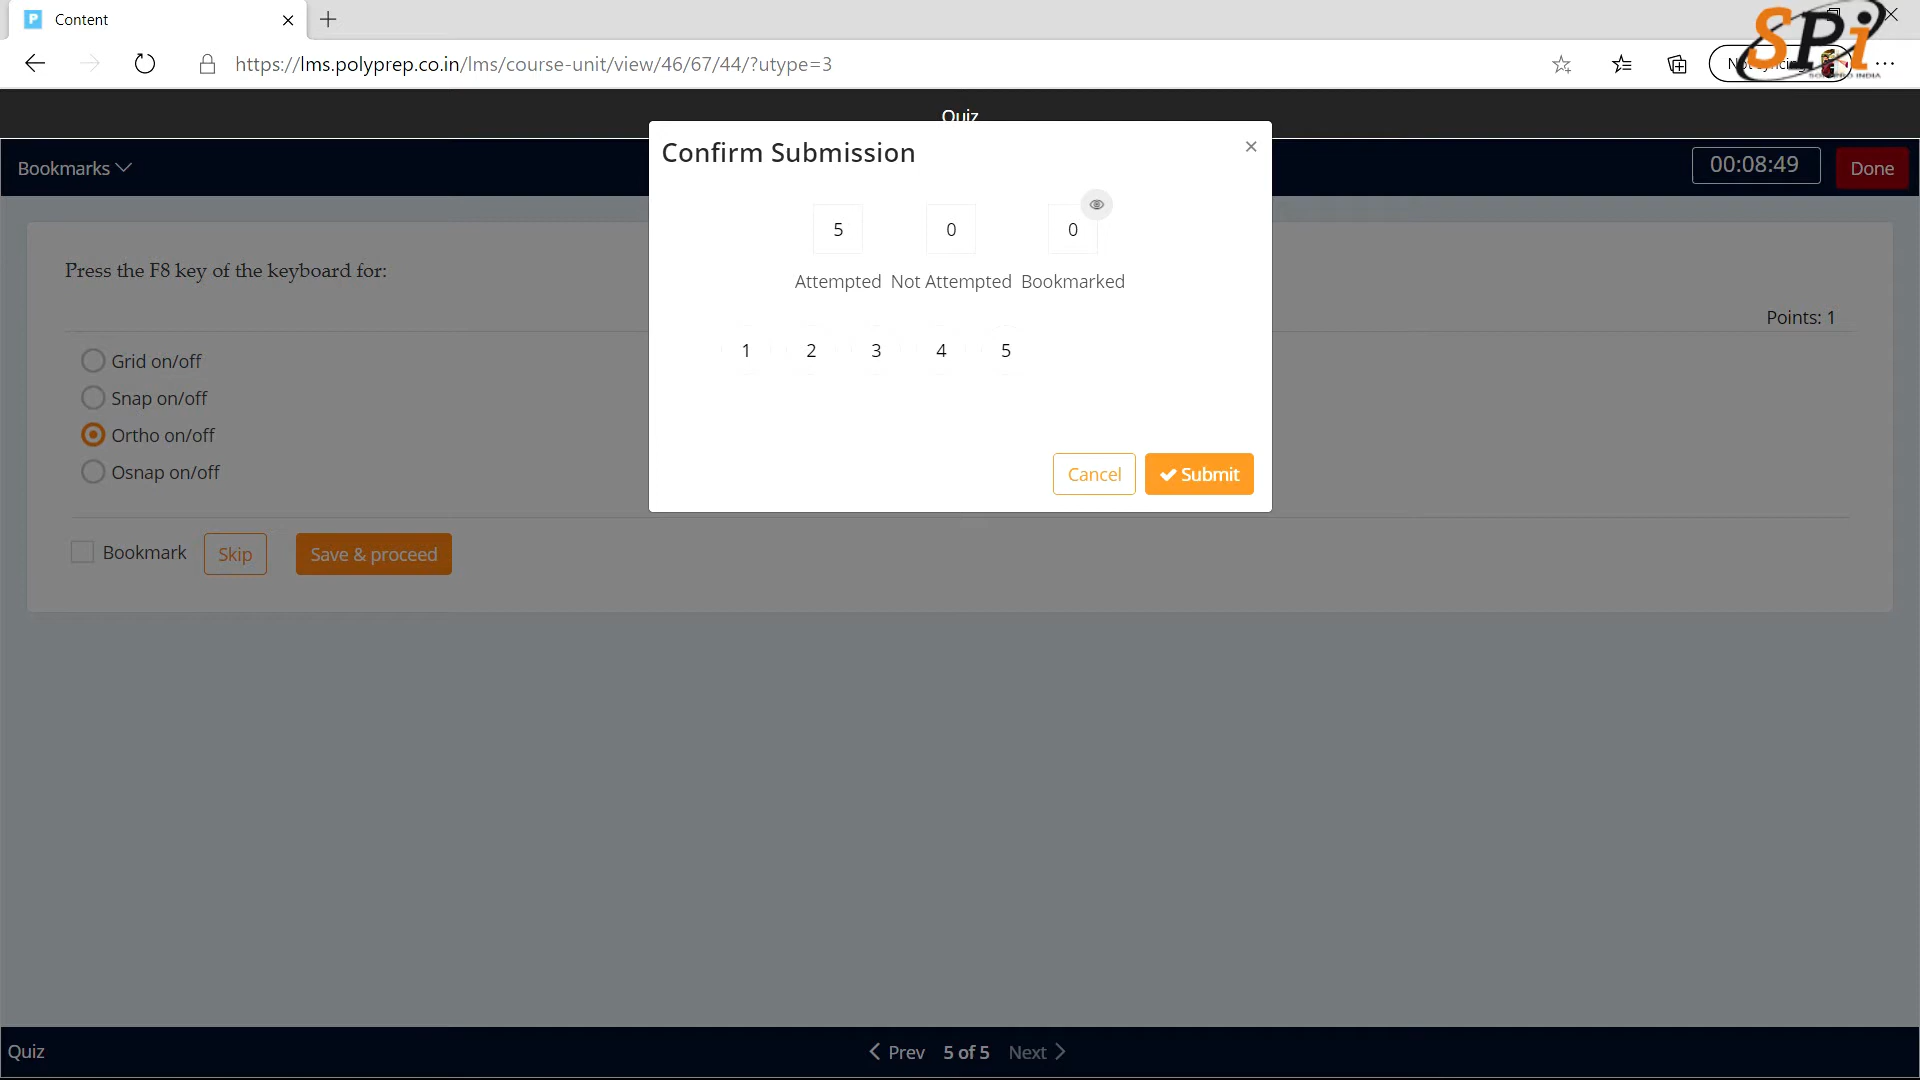 Content
https://lms.polyprep.co.in/lms/course-unit/view/46/67/44/?utype=3
SPi
Quiz
Bookmarks
00:08:49
Done
Confirm Submission
5
0
0
Attempted
Not Attempted
Bookmarked
1 2 3 4 5
Cancel
Submit
Press the F8 key of the keyboard for:
Points: 1
Grid on/off
Snap on/off
Ortho on/off
Osnap on/off
Bookmark
Skip
Save & proceed
Quiz
Prev
5 of 5
Next